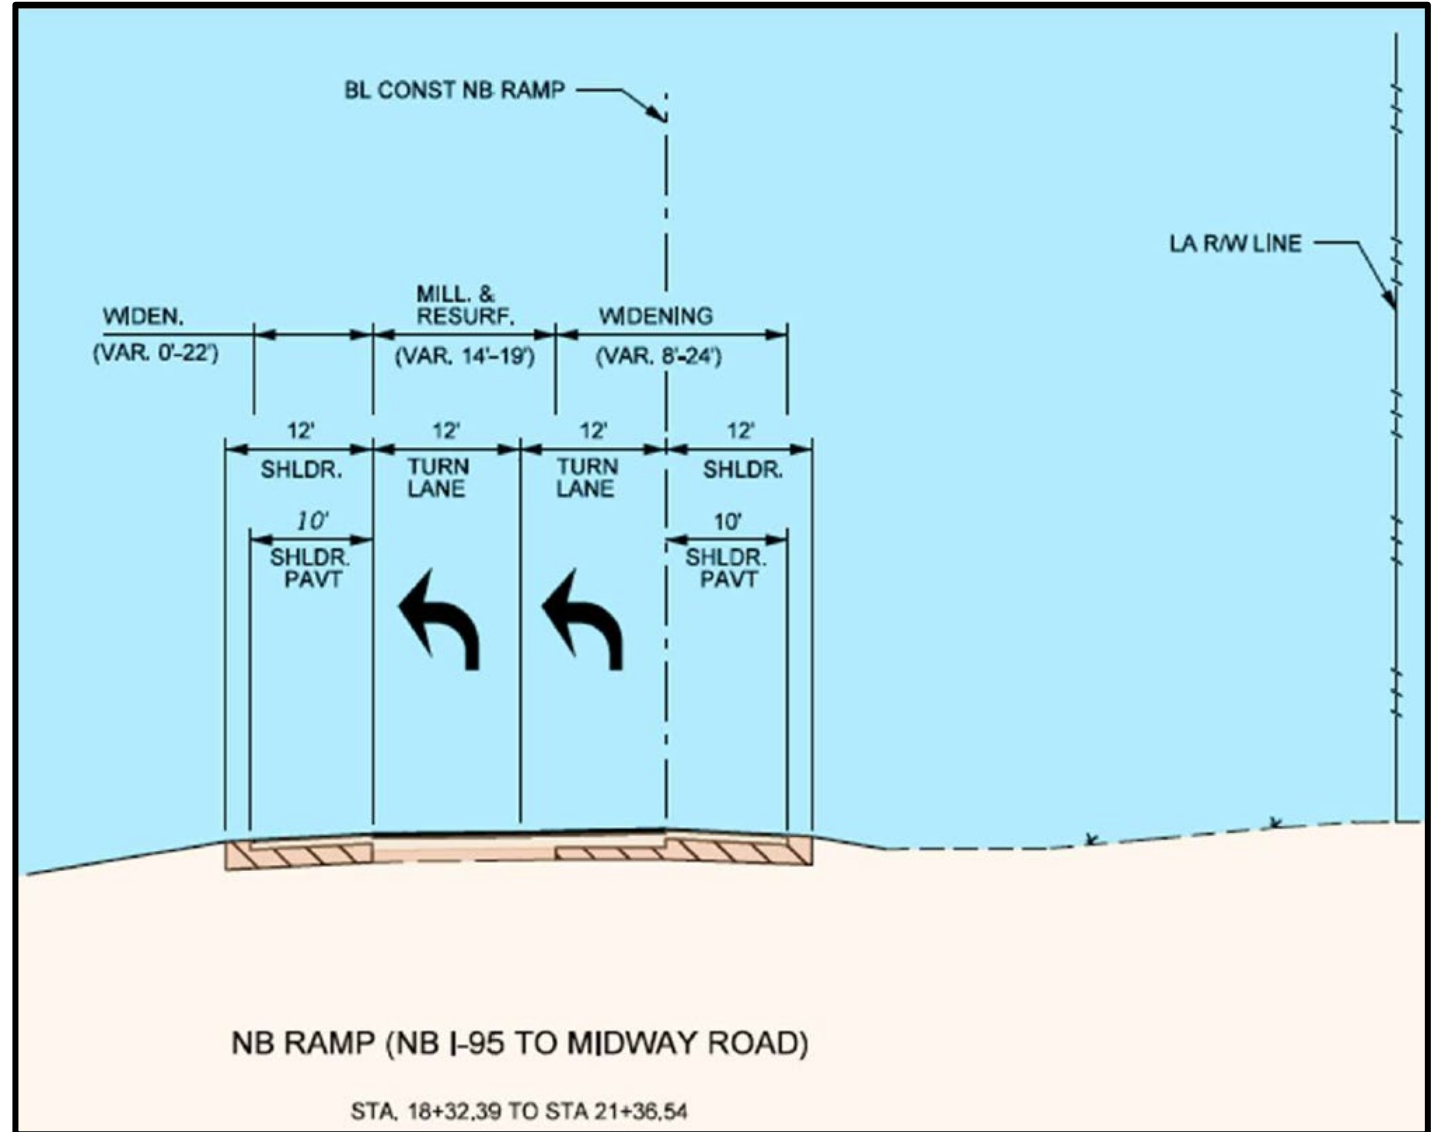 BL CONST NB RAMP
LA R/W LINE
WIDEN.
(VAR. 0'-22')
MILL. &
RESURF.
(VAR. 14'-19')
WIDENING
(VAR. 8'-24')
12'
SHLDR.
12'
TURN
LANE
12'
TURN
LANE
12'
SHLDR.
10'
SHLDR.
PAVT
10'
SHLDR.
PAVT
NB RAMP (NB I-95 TO MIDWAY ROAD)
STA. 18+32.39 TO STA 21+36.54